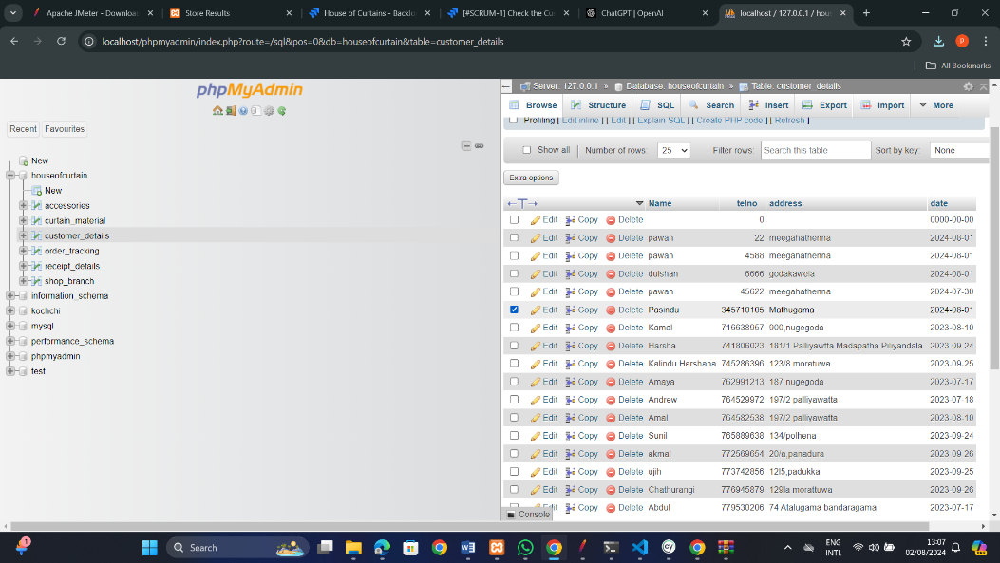 Apache JMeter - Downloa
Store Results
House of Curtains - Backlo
[#SCRUM-1] Check the Cu
ChatGPT | OpenAI
localhost / 127.0.0.1 / hou
localhost/phpmyadmin/index.php?route=/sql&pos=0&db=houseofcurtain&table=customer_details
P
All Bookmarks
phpMyAdmin
Recent
Favourites
New
houseofcurtain
New
accessories
curtain_material
customer_details
order_tracking
receipt_details
shop_branch
information_schema
kochchi
mysql
performance_schema
phpmyadmin
test
Server: 127.0.0.1 » Database: houseofcurtain » Table: customer_details
Browse Structure SQL Search Insert Export Import More
Profiling [ Edit inline ] [ Edit ] [ Explain SQL ] [ Create PHP code ] [ Refresh ]
Show all Number of rows: 25 Filter rows: Search this table Sort by key: None
Extra options
←T→ Name telno address date
Edit Copy Delete 0 0000-00-00
Edit Copy Delete pawan 22 meegahathenna 2024-08-01
Edit Copy Delete pawan 4588 meegahathenna 2024-08-01
Edit Copy Delete dulshan 6666 godakawela 2024-08-01
Edit Copy Delete pawan 45622 meegahathenna 2024-07-30
Edit Copy Delete Pasindu 345710105 Mathugama 2024-08-01
Edit Copy Delete Kamal 716638957 900,nugegoda 2023-08-10
Edit Copy Delete Harsha 741806023 181/1 Palliyawtta Madapatha Piliyandala 2023-09-24
Edit Copy Delete Kalindu Harshana 745286396 123/8 moratuwa 2023-09-25
Edit Copy Delete Amaya 762991213 187 nugegoda 2023-07-17
Edit Copy Delete Andrew 764529972 197/2 palliyawatta 2023-07-18
Edit Copy Delete Amal 764582538 197/2 palliyawatta 2023-08-10
Edit Copy Delete Sunil 765889638 134/polhena 2023-09-24
Edit Copy Delete akmal 772569654 20/a,panadura 2023-09-26
Edit Copy Delete ujih 773742856 12l5,padukka 2023-09-25
Edit Copy Delete Chathurangi 776945879 129la morattuwa 2023-09-26
Edit Copy Delete Abdul 779530206 74 Atalugama bandaragama 2023-07-17
Console
1
Search
ENG
INTL
13:07
02/08/2024